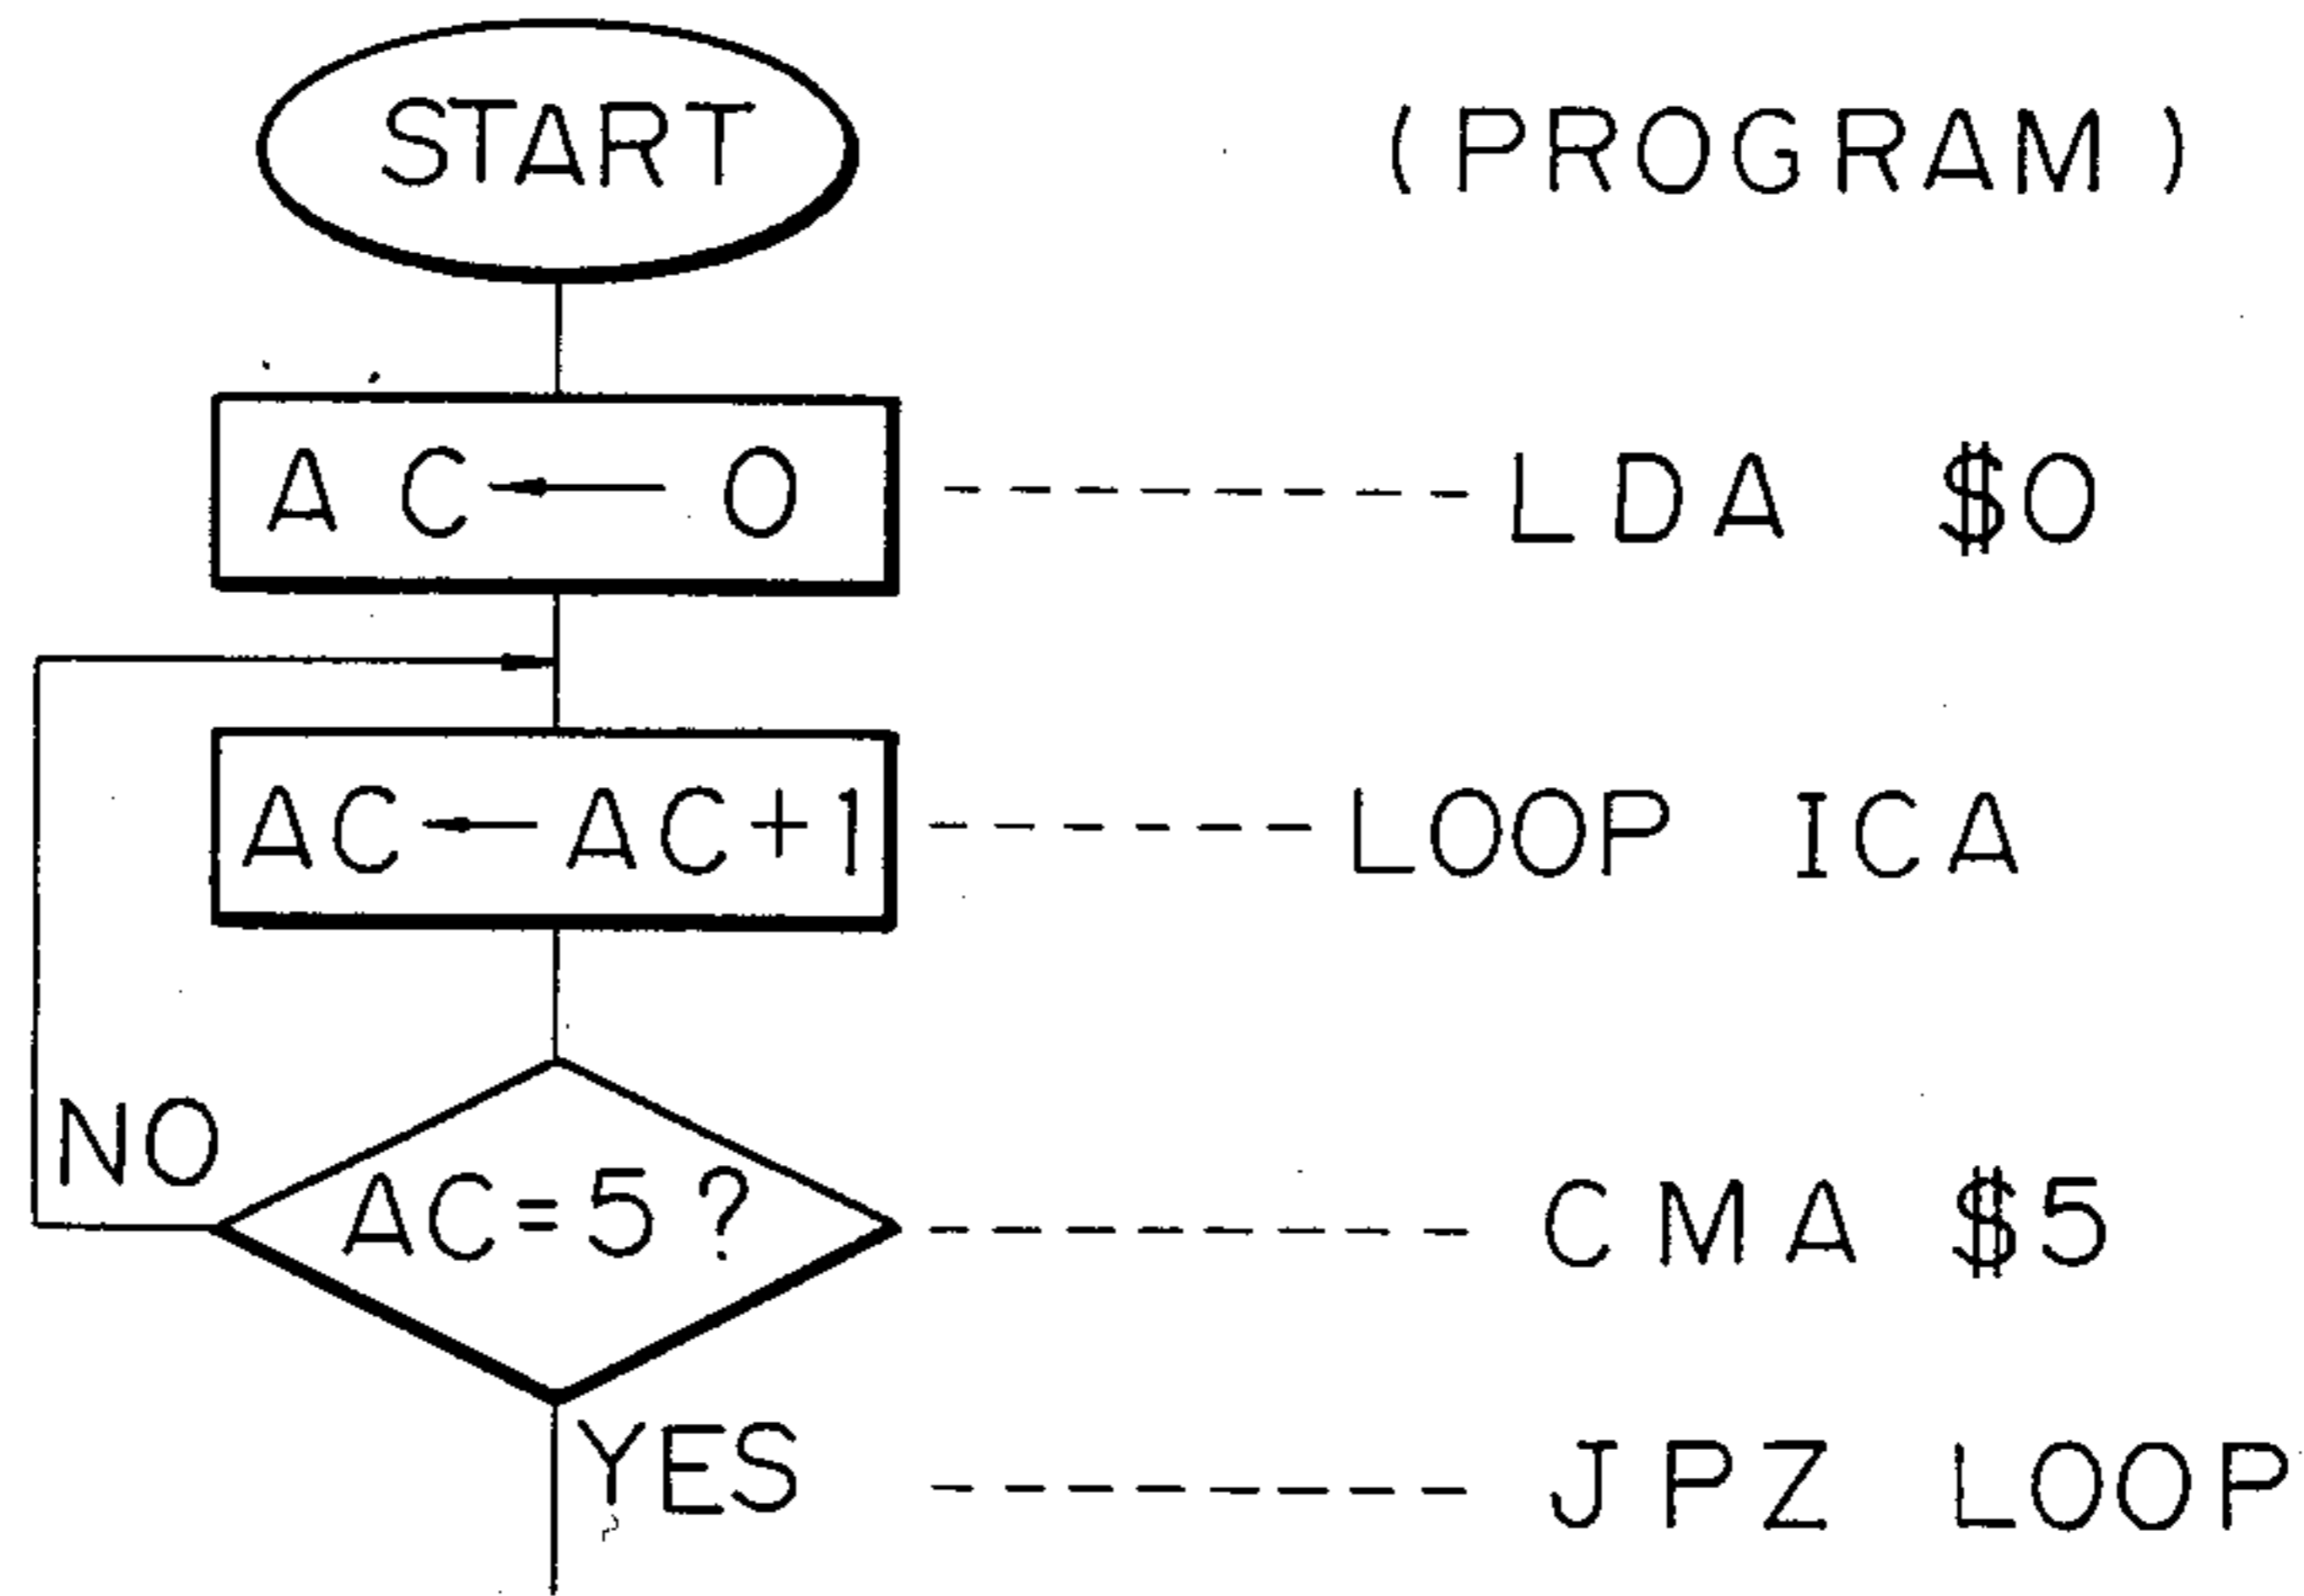 START (PROGRAM)
AC ← 0 LDA $0
AC ← AC+1 LOOP ICA
NO
AC=5? CMA $5
YES JPZ LOOP